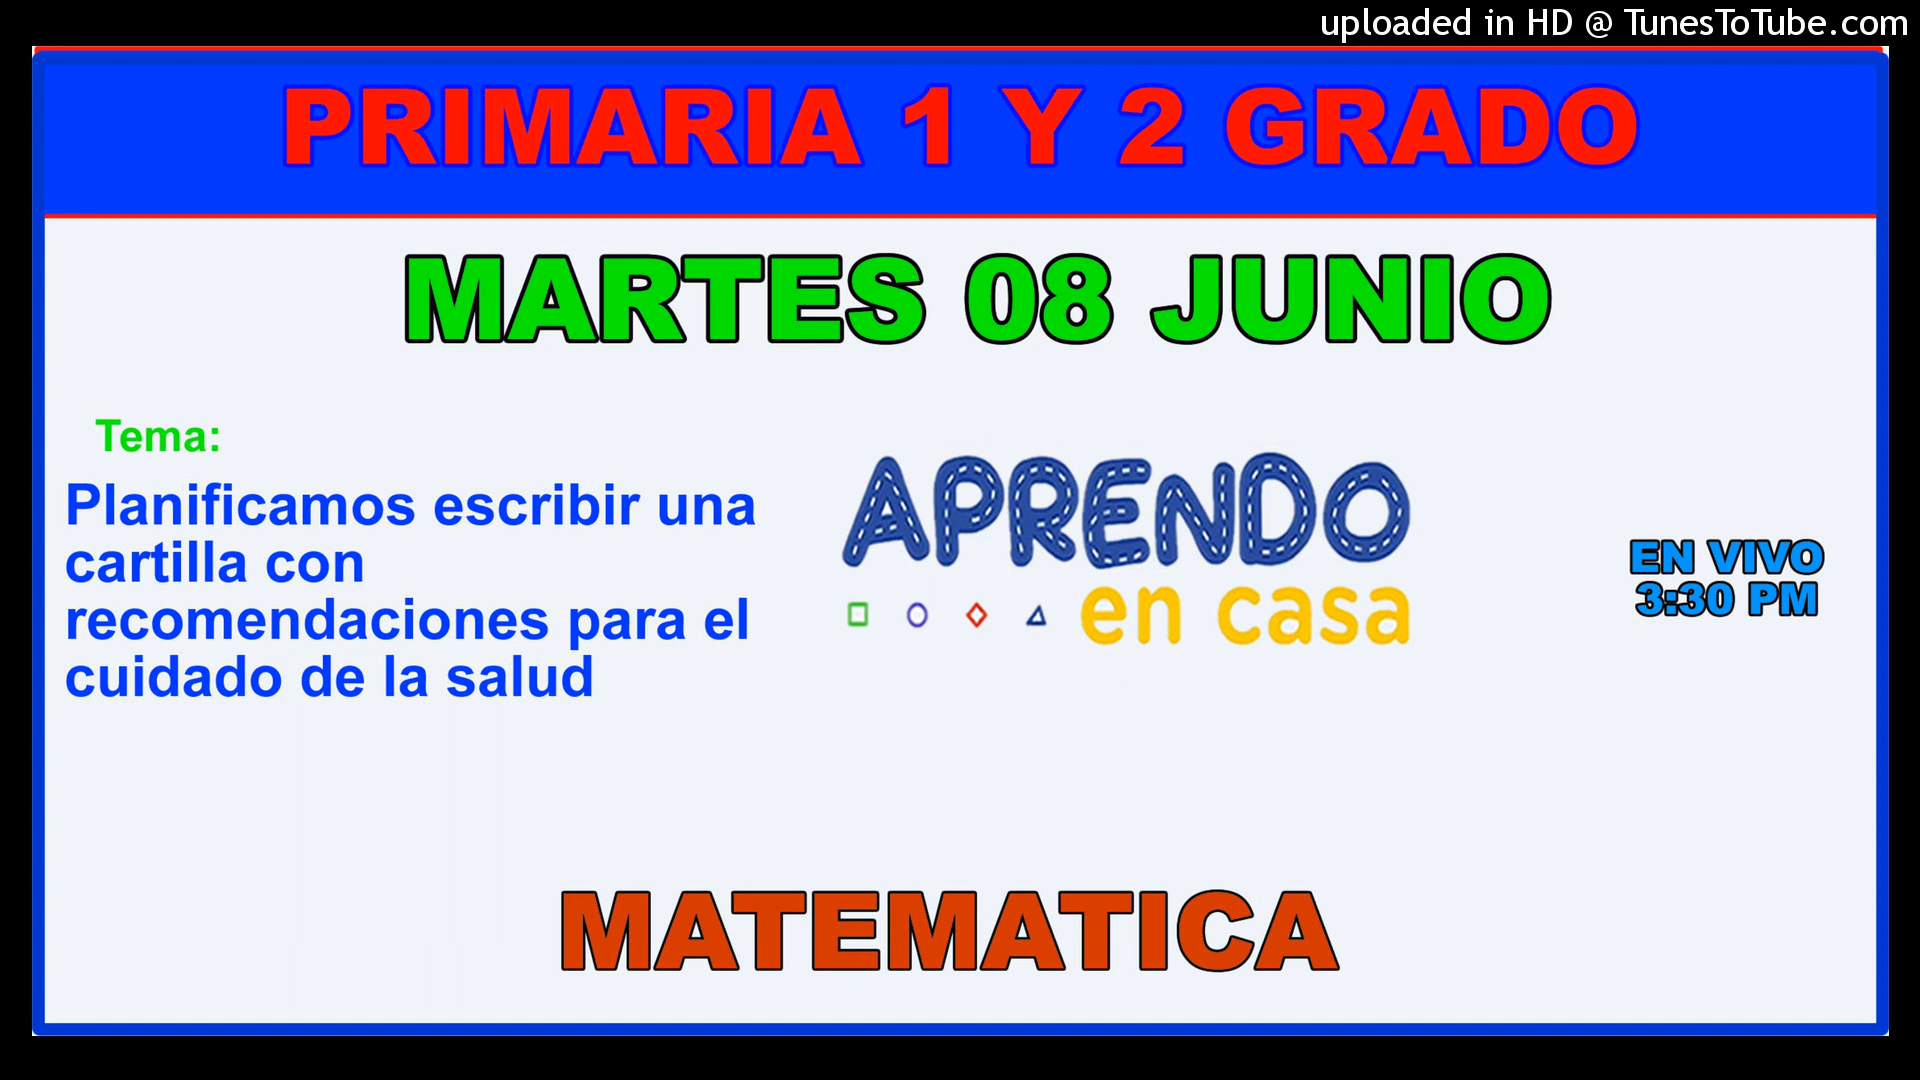 uploaded in HD @ TunesToTube.com
PRIMARIA 1 Y 2 GRADO
MARTES 08 JUNIO
Tema:
Planificamos escribir una
cartilla con
recomendaciones para el
cuidado de la salud
APRENDO
en casa
EN VIVO
3:30 PM
MATEMATICA